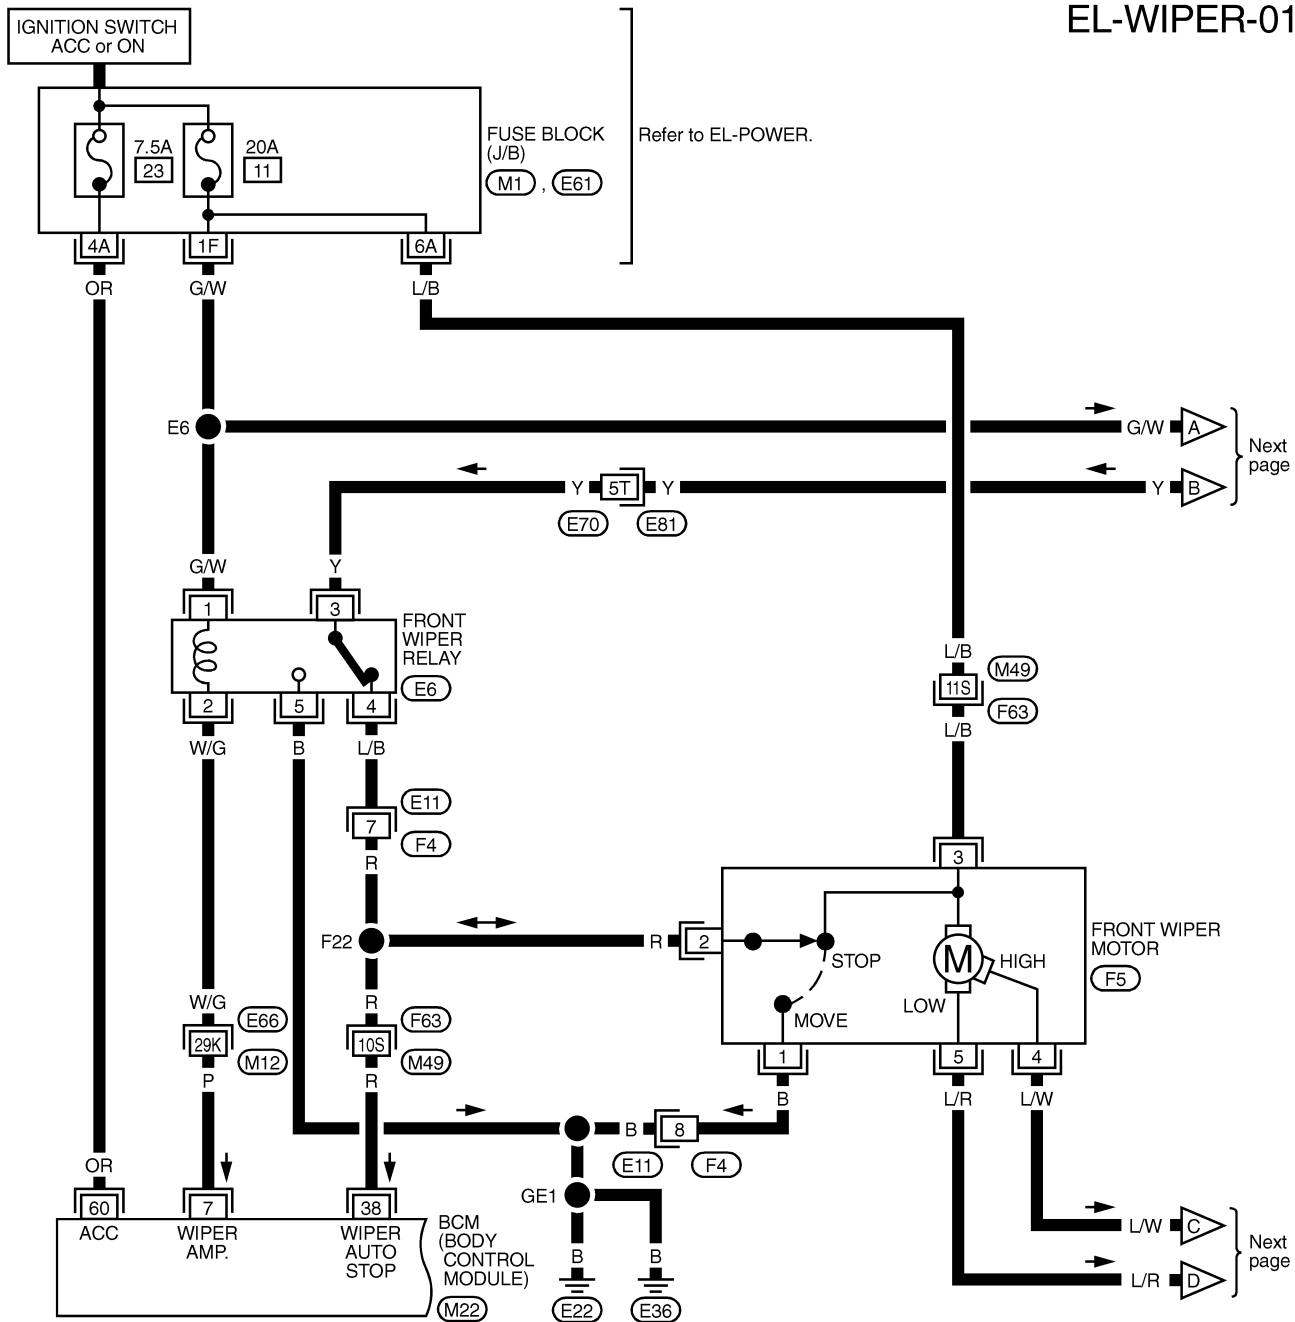 EL-WIPER-01
IGNITION SWITCH
ACC or ON
7.5A
23
20A
11
FUSE BLOCK
(J/B)
M1 , E61
Refer to EL-POWER.
4A
1F
6A
OR
G/W
L/B
E6
G/W
A
Next
page
Y
5T
Y
Y
B
E70
E81
G/W
Y
1
3
FRONT
WIPER
RELAY
E6
L/B
M49
11S
F63
L/B
2
5
4
W/G
B
L/B
E11
7
F4
R
3
F22
R
2
STOP
MOVE
M
HIGH
LOW
FRONT WIPER
MOTOR
F5
W/G
E66
29K
M12
P
R
F63
10S
M49
R
1
5
4
B
L/R
L/W
B
8
E11
F4
OR
GE1
60
7
38
ACC
WIPER
AMP.
WIPER
AUTO
STOP
BCM
(BODY
CONTROL
MODULE)
M22
B
B
E22
E36
L/W
C
L/R
D
Next
page